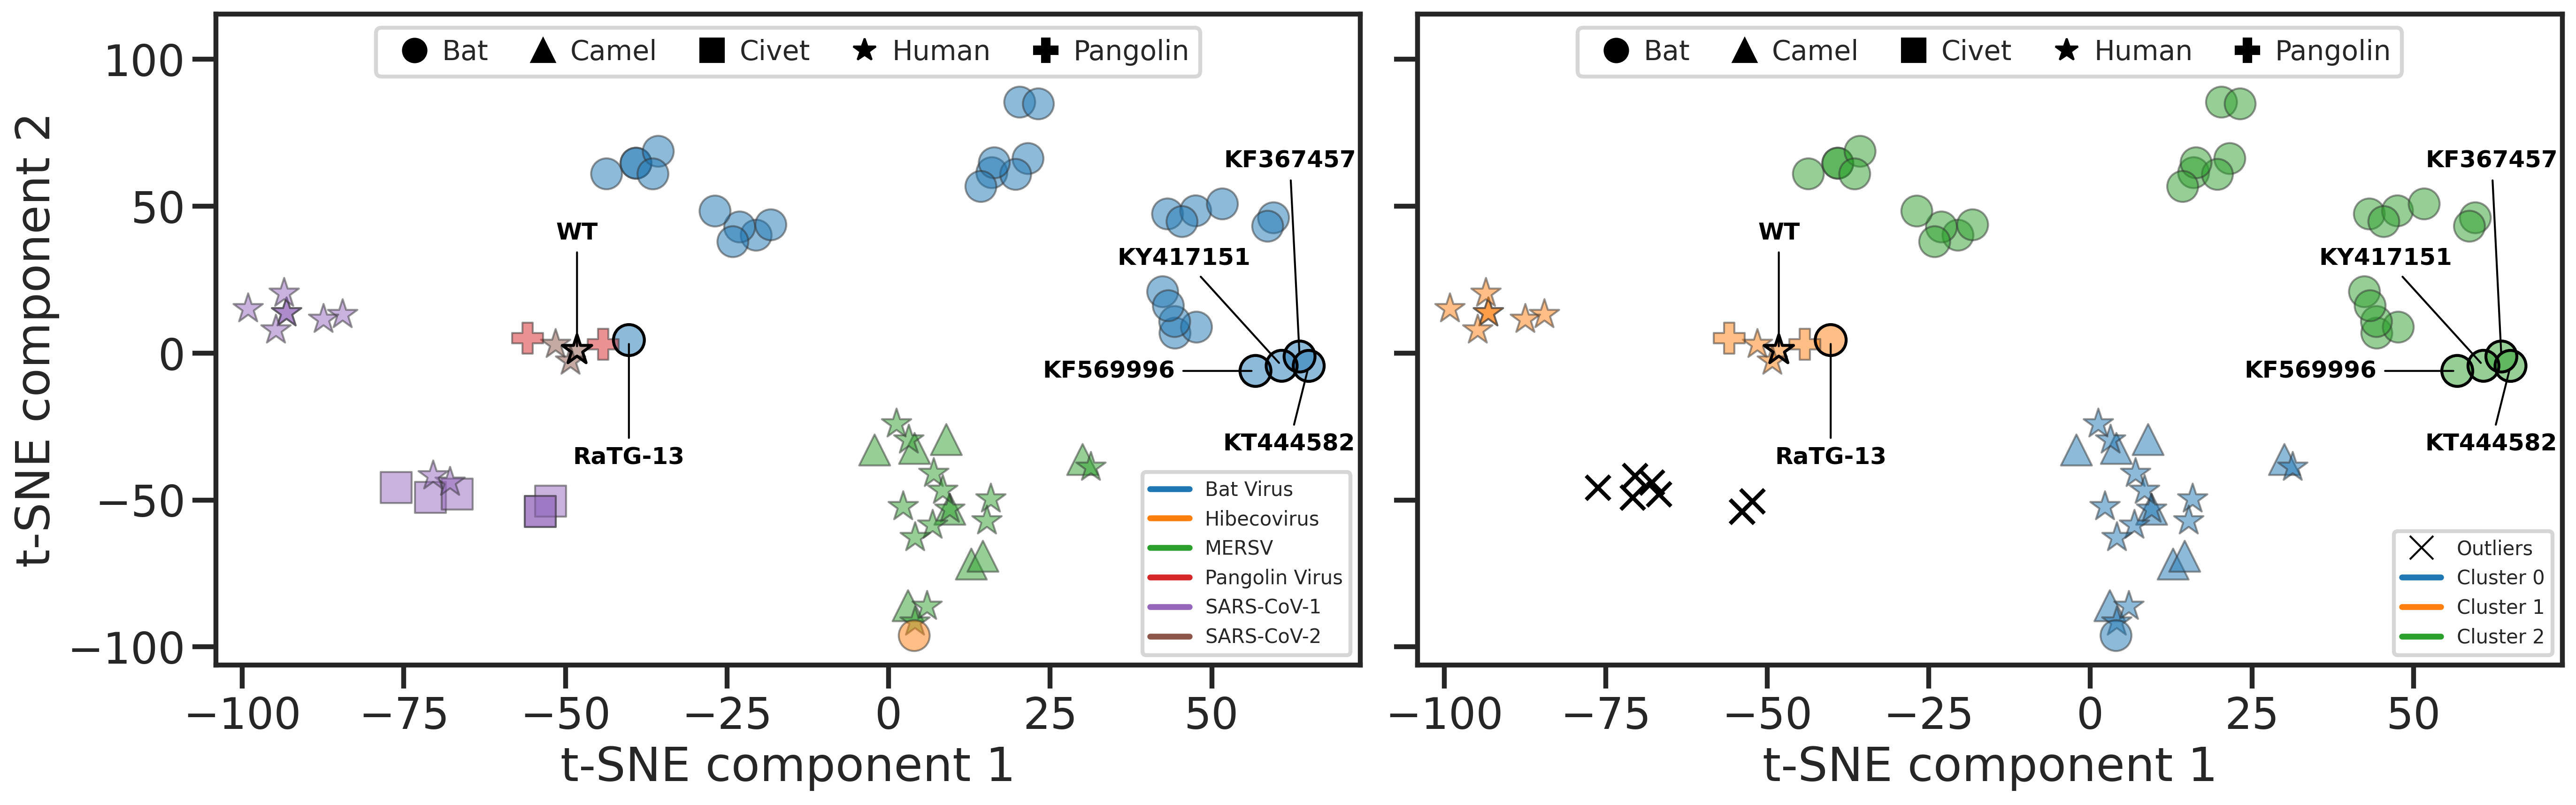 Bat Camel Civet Human Pangolin
t-SNE component 2
100
50
0
−50
−100
KF367457
WT
KY417151
KF569996
KT444582
RaTG-13
Bat Virus
Hibecovirus
MERSV
Pangolin Virus
SARS-CoV-1
SARS-CoV-2
−100 −75 −50 −25 0 25 50
t-SNE component 1
Bat Camel Civet Human Pangolin
KF367457
WT
KY417151
KF569996
KT444582
RaTG-13
Outliers
Cluster 0
Cluster 1
Cluster 2
−100 −75 −50 −25 0 25 50
t-SNE component 1